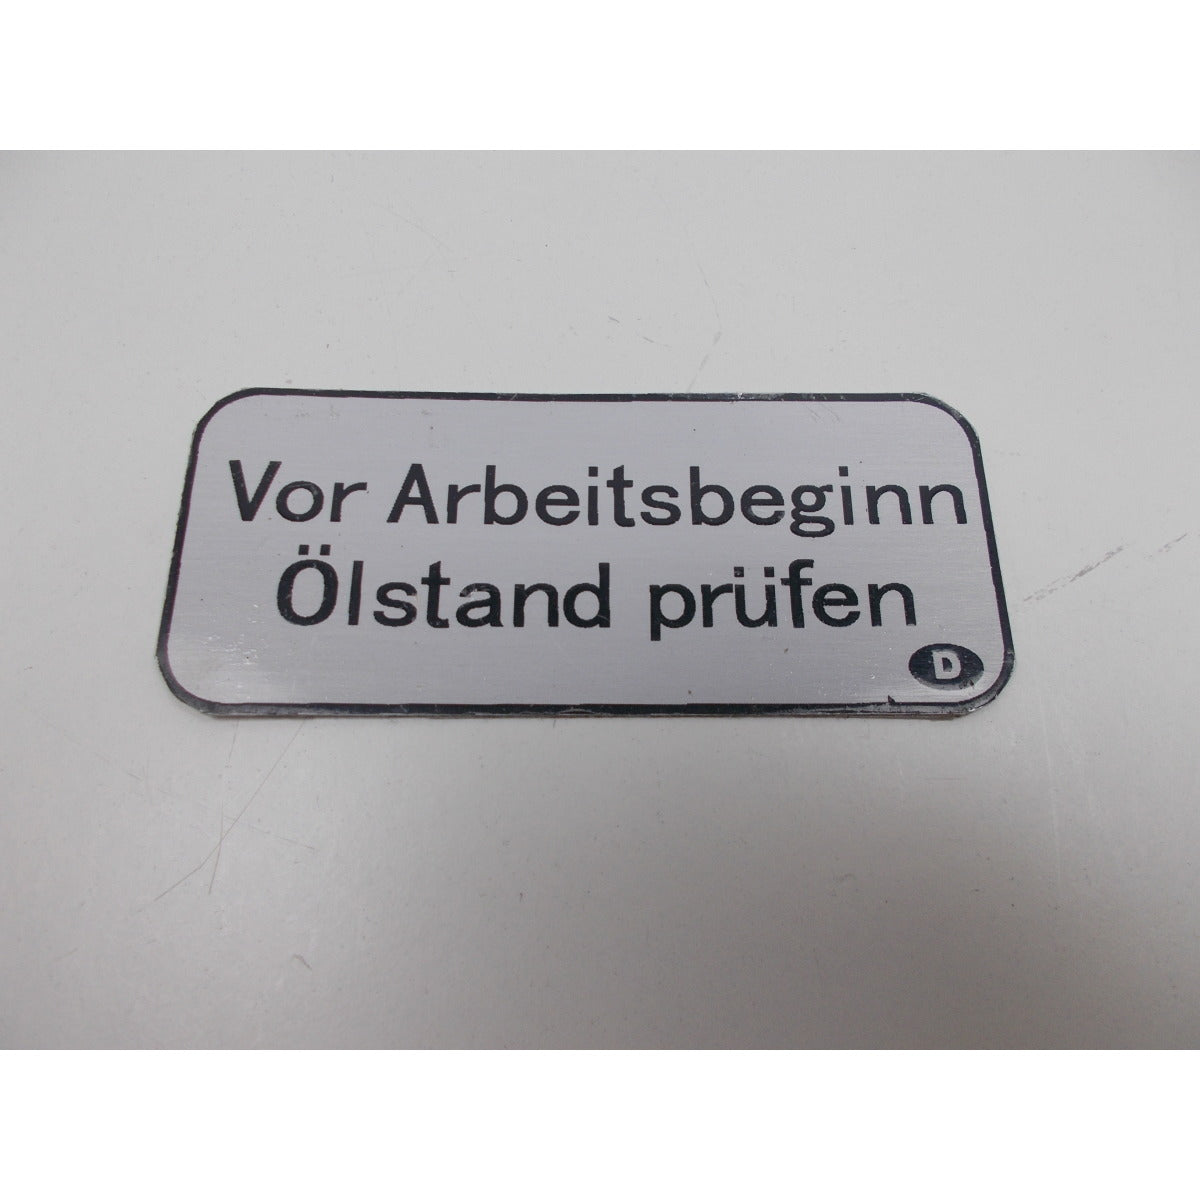 Vor Arbeitsbeginn
Ölstand prüfen
D